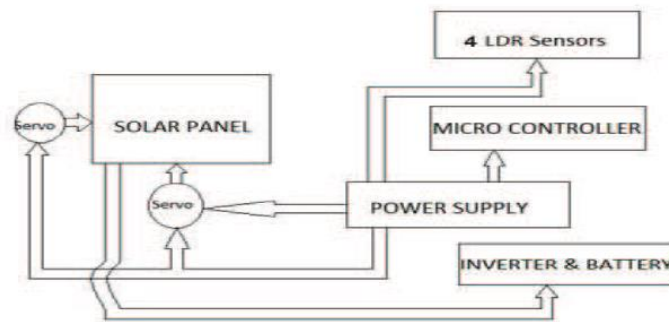 4 LDR Sensors
Servo
SOLAR PANEL
MICRO CONTROLLER
Servo
POWER SUPPLY
INVERTER & BATTERY